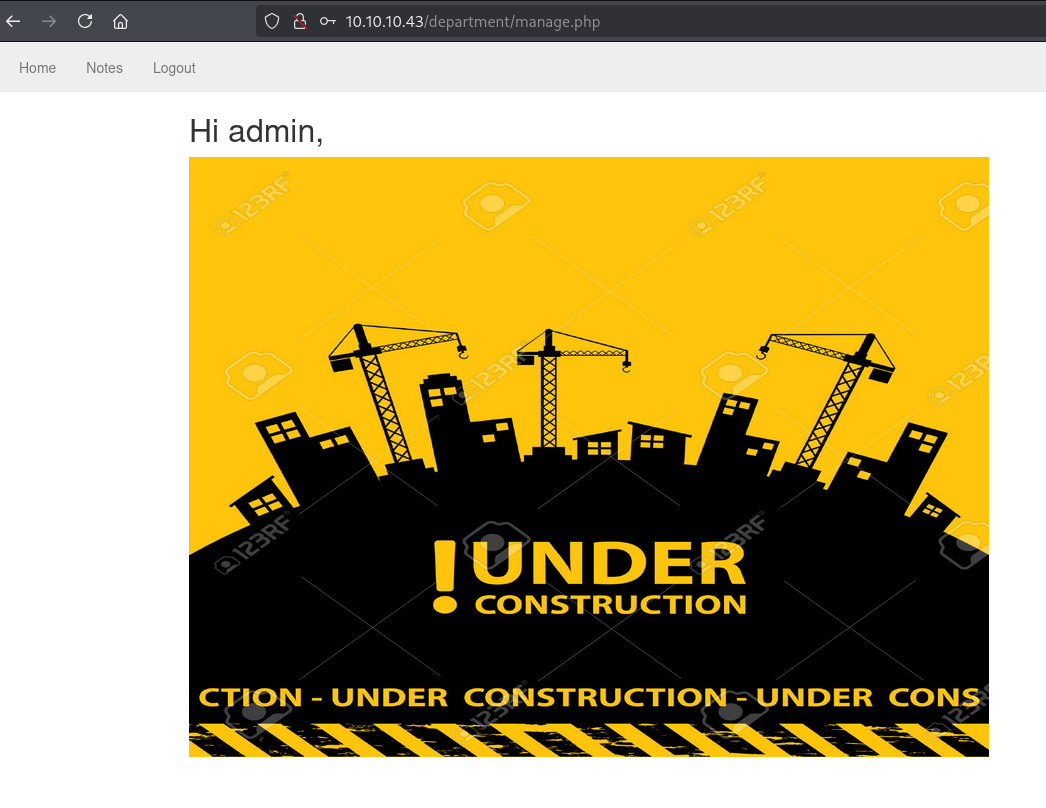 10.10.10.43/department/manage.php
Home Notes Logout
Hi admin,
123RF 123RF
123RF 123RF
! UNDER
CONSTRUCTION
123RF 123RF
CTION - UNDER CONSTRUCTION - UNDER CONS
123RF 123RF